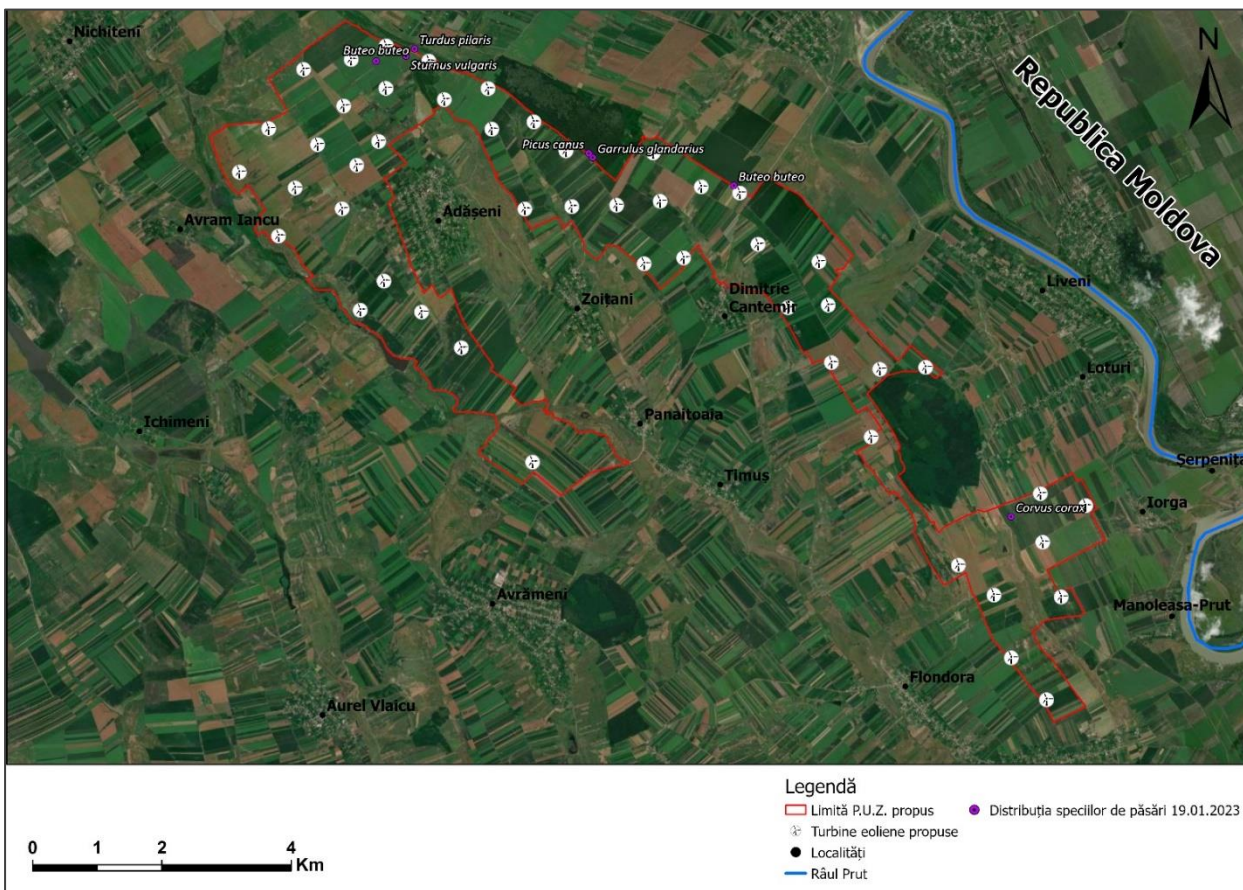 Nichiteni
Turdus pilaris
Buteo buteo
Sturnus vulgaris
N
Republica Moldova
Picus canus
Garrulus glandarius
Buteo buteo
Avram Iancu
Adășeni
Liveni
Zoițani
Dimitrie
Cantemir
Loturi
Ichimeni
Panaitoaia
Șerpenița
Timuș
Corvus corax
Iorga
Avrămeni
Manoleasa-Prut
Flondora
Aurel Vlaicu
Legendă
Limită P.U.Z. propus
Distribuția speciilor de păsări 19.01.2023
Turbine eoliene propuse
Localități
Râul Prut
0 1 2 4
Km